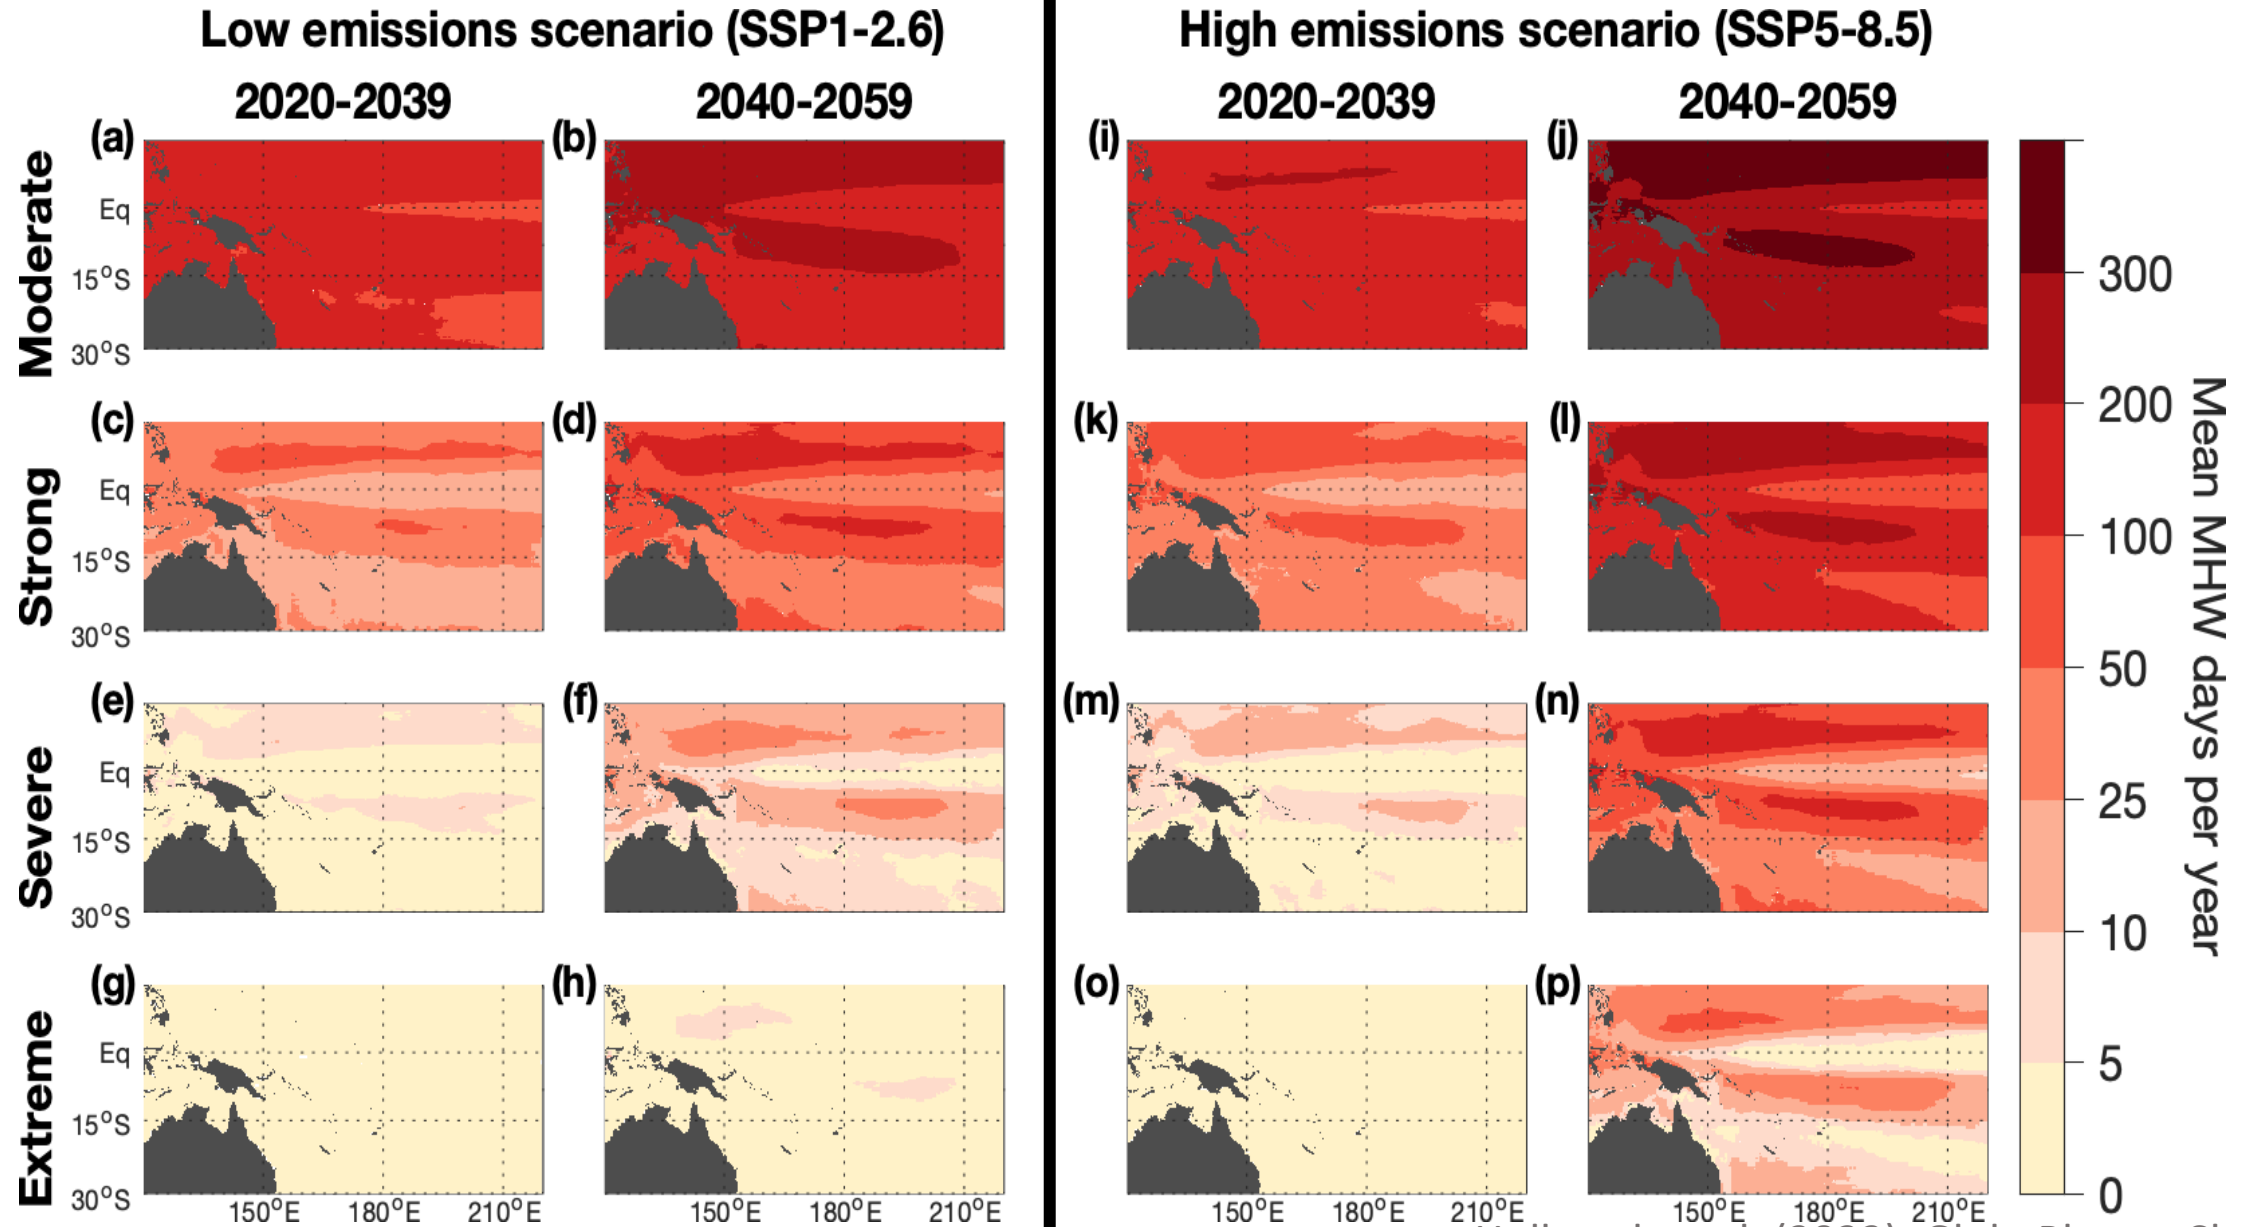 Low emissions scenario (SSP1-2.6)
High emissions scenario (SSP5-8.5)
2020-2039
2040-2059
2020-2039
2040-2059
Moderate
(a)
(b)
(i)
(j)
Eq
15°S
30°S
Strong
(c)
(d)
(k)
(l)
Eq
15°S
30°S
Severe
(e)
(f)
(m)
(n)
Eq
15°S
30°S
Extreme
(g)
(h)
(o)
(p)
Eq
15°S
30°S
150°E
180°E
210°E
150°E
180°E
210°E
150°E
180°E
210°E
150°E
180°E
210°E
300
200
100
50
25
10
5
0
Mean MHW days per year